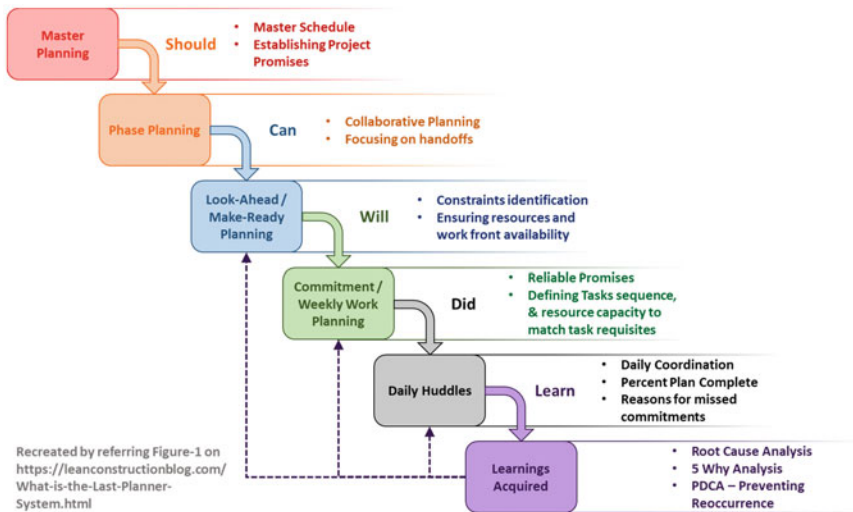 Master
Planning
Should
• Master Schedule
• Establishing Project
Promises
Phase Planning
Can
• Collaborative Planning
• Focusing on handoffs
Look-Ahead /
Make-Ready
Planning
Will
• Constraints identification
• Ensuring resources and
work front availability
Commitment /
Weekly Work
Planning
Did
• Reliable Promises
• Defining Tasks sequence,
& resource capacity to
match task requisites
Daily Huddles
Learn
• Daily Coordination
• Percent Plan Complete
• Reasons for missed
commitments
Learnings
Acquired
• Root Cause Analysis
• 5 Why Analysis
• PDCA – Preventing
Reoccurrence
Recreated by referring Figure-1 on
https://leanconstructionblog.com/
What-is-the-Last-Planner-
System.html